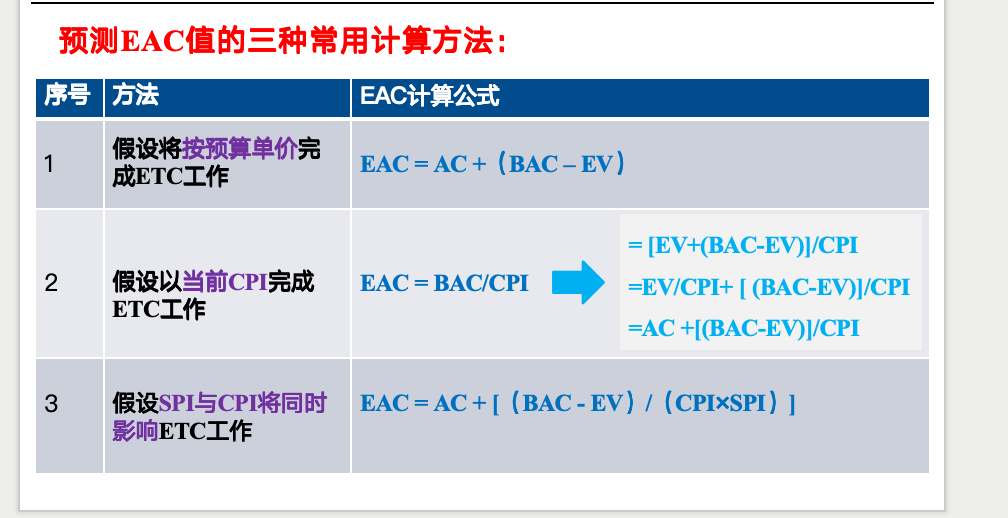 预测EAC值的三种常用计算方法：
序号 方法 EAC计算公式
1 假设将按预算单价完
成ETC工作
EAC = AC +（BAC – EV）
2 假设以当前CPI完成
ETC工作
EAC = BAC/CPI
= [EV+(BAC-EV)]/CPI
=EV/CPI+ [ (BAC-EV)]/CPI
=AC +[(BAC-EV)]/CPI
3 假设SPI与CPI将同时
影响ETC工作
EAC = AC + [（BAC - EV）/（CPI×SPI）]